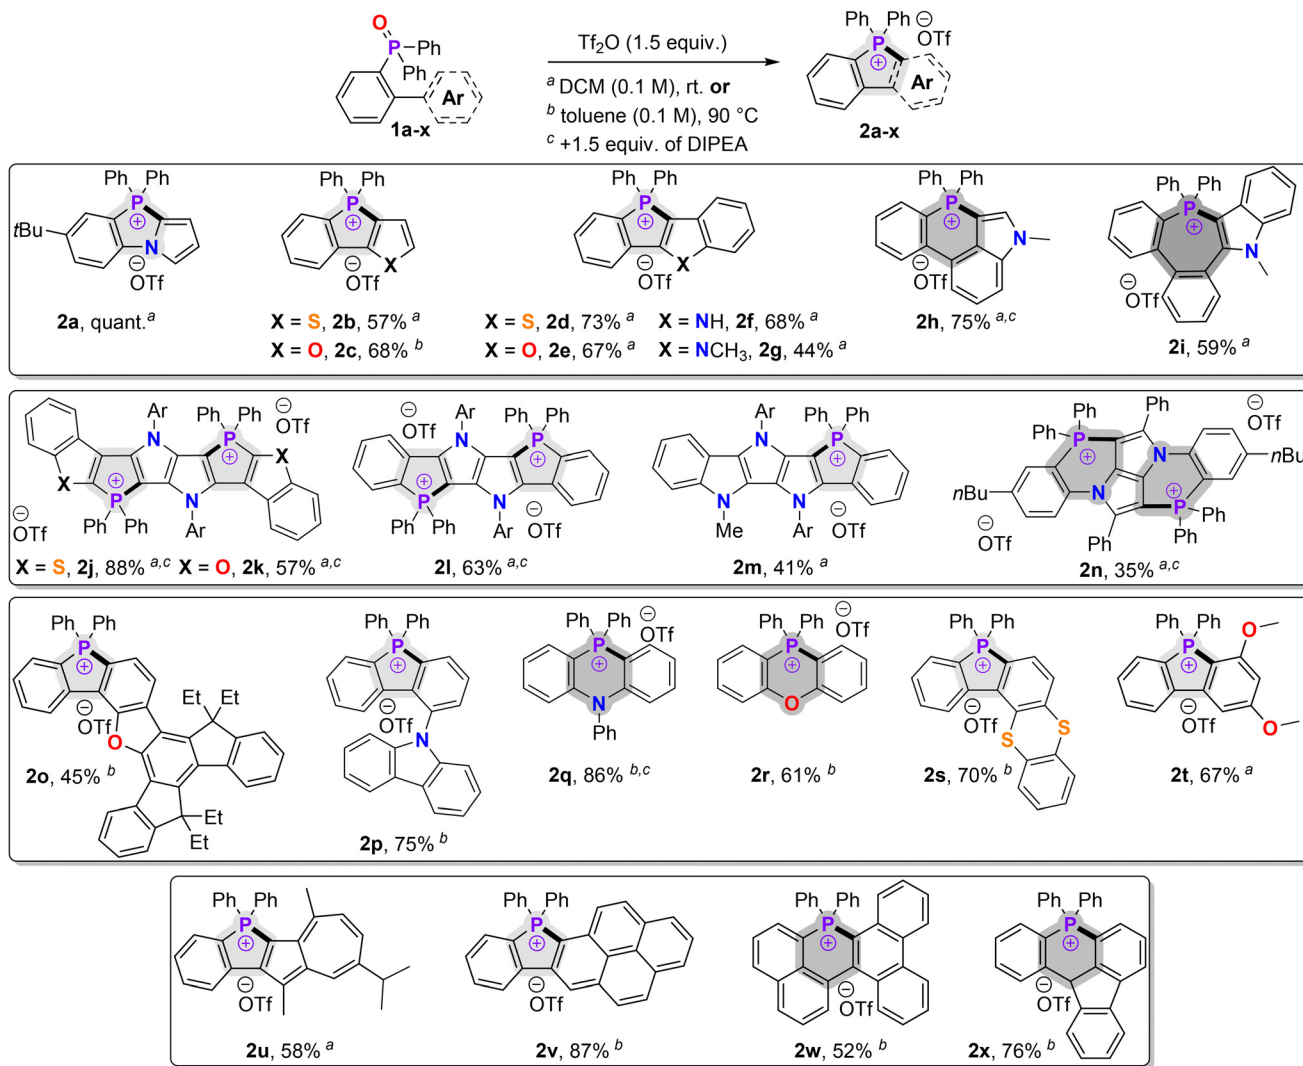 O
P
Ph
Ph
Ar
1a-x
Tf₂O (1.5 equiv.)
ᵃ DCM (0.1 M), rt. or
ᵇ toluene (0.1 M), 90 °C
ᶜ +1.5 equiv. of DIPEA
Ph Ph ⊖
OTf
P
⊕
Ar
2a-x
Ph Ph
tBu
P
⊕
N
⊖
OTf
2a, quant.ᵃ
Ph Ph
P
⊕
⊖
OTf
X
X = S, 2b, 57% ᵃ
X = O, 2c, 68% ᵇ
Ph Ph
P
⊕
⊖
OTf
X
X = S, 2d, 73% ᵃ X = NH, 2f, 68% ᵃ
X = O, 2e, 67% ᵃ X = NCH₃, 2g, 44% ᵃ
Ph Ph
P
⊕
N
⊖
OTf
2h, 75% ᵃ,ᶜ
Ph Ph
P
⊕
N
⊖
OTf
2i, 59% ᵃ
Ar
Ph Ph
⊖
OTf
N
P
⊕
X
X
⊕
P
N
⊖
OTf
Ph Ph
Ar
X = S, 2j, 88% ᵃ,ᶜ X = O, 2k, 57% ᵃ,ᶜ
⊖
OTf
Ar
Ph Ph
N
P
⊕
⊕
P
N
Ph Ph
Ar
⊖
OTf
2l, 63% ᵃ,ᶜ
Ar
Ph Ph
N
P
⊕
N
N
Me
Ar
⊖
OTf
2m, 41% ᵃ
Ph
Ph
⊖
OTf
Ph
P
⊕
N
nBu
nBu
N
⊕
P
Ph
⊖
OTf
Ph
Ph
2n, 35% ᵃ,ᶜ
Ph Ph
P
⊕
⊖
OTf
O
Et
Et
Et
Et
2o, 45% ᵇ
Ph Ph
P
⊕
⊖
OTf
N
2p, 75% ᵇ
Ph Ph
⊖
OTf
P
⊕
N
Ph
2q, 86% ᵇ,ᶜ
Ph Ph
⊖
OTf
P
⊕
O
2r, 61% ᵇ
Ph Ph
P
⊕
⊖
OTf
S
S
2s, 70% ᵇ
Ph Ph
O
P
⊕
⊖
OTf
O
2t, 67% ᵃ
Ph Ph
P
⊕
⊖
OTf
2u, 58% ᵃ
Ph Ph
P
⊕
⊖
OTf
2v, 87% ᵇ
Ph Ph
P
⊕
⊖
OTf
2w, 52% ᵇ
Ph Ph
P
⊕
⊖
OTf
2x, 76% ᵇ